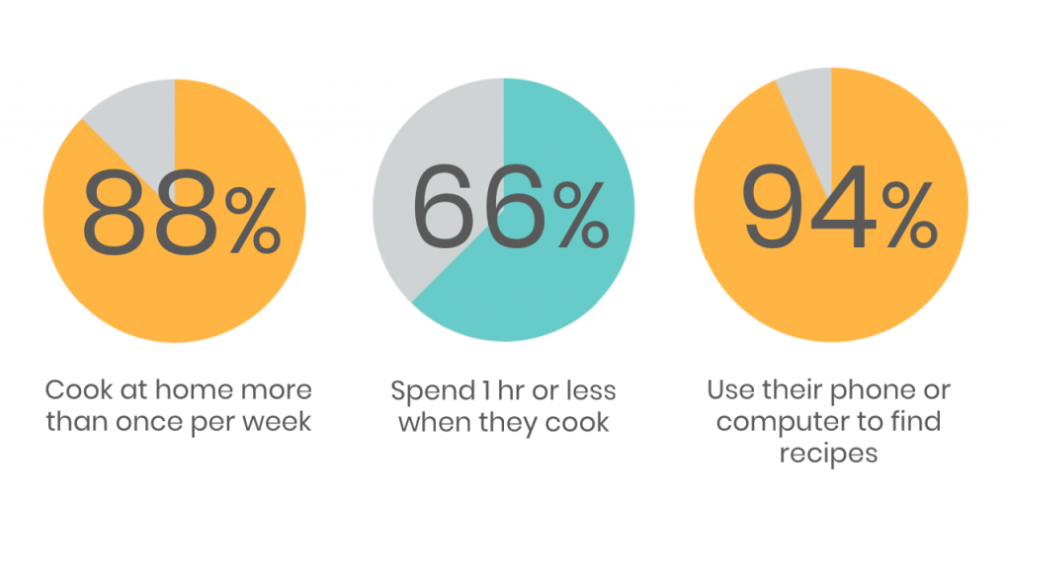 88%
66%
94%
Cook at home more
than once per week
Spend 1 hr or less
when they cook
Use their phone or
computer to find
recipes